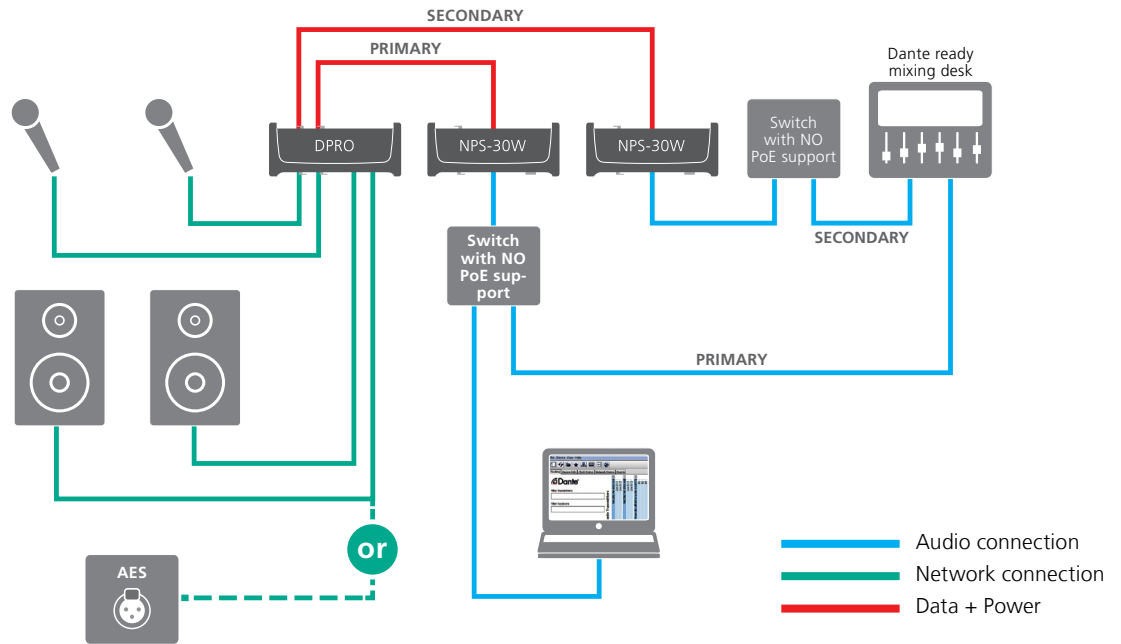 SECONDARY
PRIMARY
Dante ready
mixing desk
DPRO
NPS-30W
NPS-30W
Switch
with NO
PoE support
SECONDARY
Switch
with NO
PoE sup-
port
PRIMARY
Dante
or
AES
Audio connection
Network connection
Data + Power